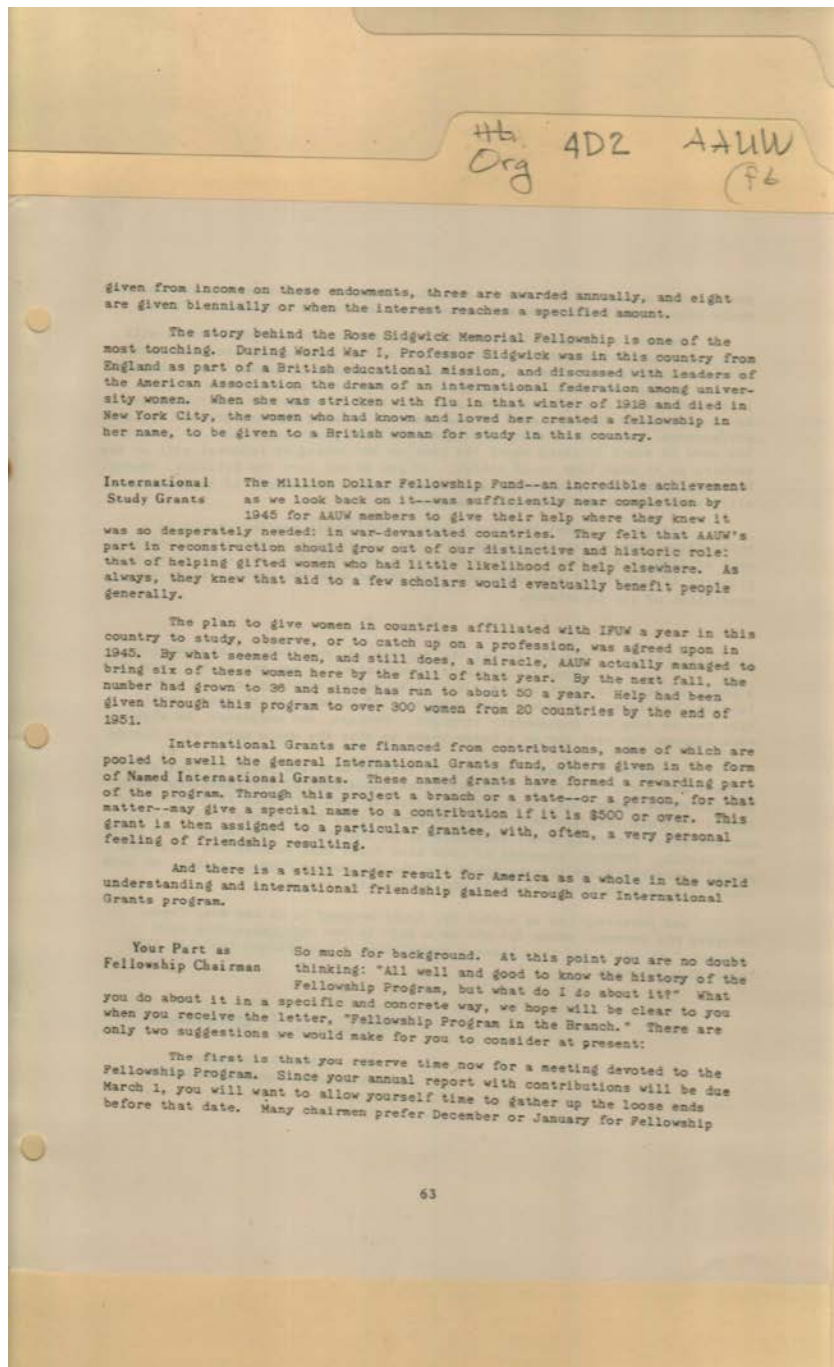 Hb 4D2 AAUW
Org (fb
given from income on these endowments, three are awarded annually, and eight
are given biennially or when the interest reaches a specified amount.
The story behind the Rose Sidgwick Memorial Fellowship is one of the
most touching. During World War I, Professor Sidgwick was in this country from
England as part of a British educational mission, and discussed with leaders of
the American Association the dream of an international federation among univer-
sity women. When she was stricken with flu in that winter of 1918 and died in
New York City, the women who had known and loved her created a fellowship in
her name, to be given to a British woman for study in this country.
International The Million Dollar Fellowship Fund--an incredible achievement
Study Grants as we look back on it--was sufficiently near completion by
1945 for AAUW members to give their help where they knew it
was so desperately needed: in war-devastated countries. They felt that AAUW's
part in reconstruction should grow out of our distinctive and historic role:
that of helping gifted women who had little likelihood of help elsewhere. As
always, they knew that aid to a few scholars would eventually benefit people
generally.
The plan to give women in countries affiliated with IFUW a year in this
country to study, observe, or to catch up on a profession, was agreed upon in
1945. By what seemed then, and still does, a miracle, AAUW actually managed to
bring six of these women here by the fall of that year. By the next fall, the
number had grown to 36 and since has run to about 50 a year. Help had been
given through this program to over 300 women from 20 countries by the end of
1951.
International Grants are financed from contributions, some of which are
pooled to swell the general International Grants fund, others given in the form
of Named International Grants. These named grants have formed a rewarding part
of the program. Through this project a branch or a state--or a person, for that
matter--may give a special name to a contribution if it is $500 or over. This
grant is then assigned to a particular grantee, with, often, a very personal
feeling of friendship resulting.
And there is a still larger result for America as a whole in the world
understanding and international friendship gained through our International
Grants program.
Your Part as So much for background. At this point you are no doubt
Fellowship Chairman thinking: "All well and good to know the history of the
Fellowship Program, but what do I do about it?" What
you do about it in a specific and concrete way, we hope will be clear to you
when you receive the letter, "Fellowship Program in the Branch." There are
only two suggestions we would make for you to consider at present:
The first is that you reserve time now for a meeting devoted to the
Fellowship Program. Since your annual report with contributions will be due
March 1, you will want to allow yourself time to gather up the loose ends
before that date. Many chairmen prefer December or January for Fellowship
63